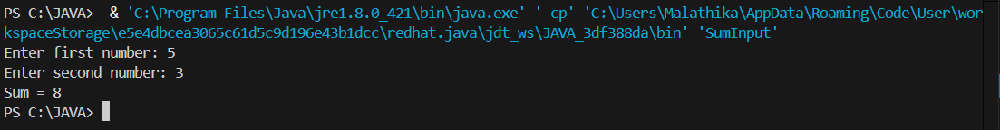 PS C:\JAVA>  & 'C:\Program Files\Java\jre1.8.0_421\bin\java.exe' '-cp' 'C:\Users\Malathika\AppData\Roaming\Code\User\wor
kspaceStorage\e5e4dbcea3065c61d5c9d196e43b1dcc\redhat.java\jdt_ws\JAVA_3df388da\bin' 'SumInput'
Enter first number: 5
Enter second number: 3
Sum = 8
PS C:\JAVA>